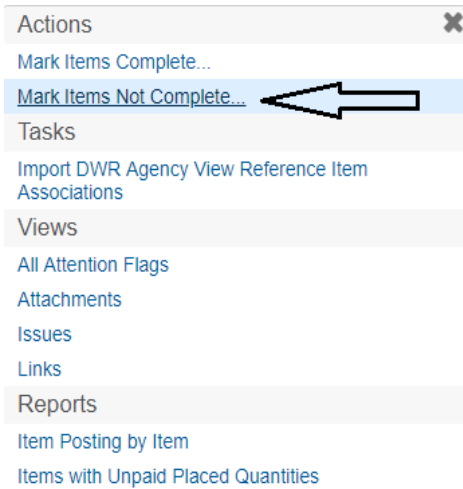 Actions
Mark Items Complete...
Mark Items Not Complete...
Tasks
Import DWR Agency View Reference Item
Associations
Views
All Attention Flags
Attachments
Issues
Links
Reports
Item Posting by Item
Items with Unpaid Placed Quantities